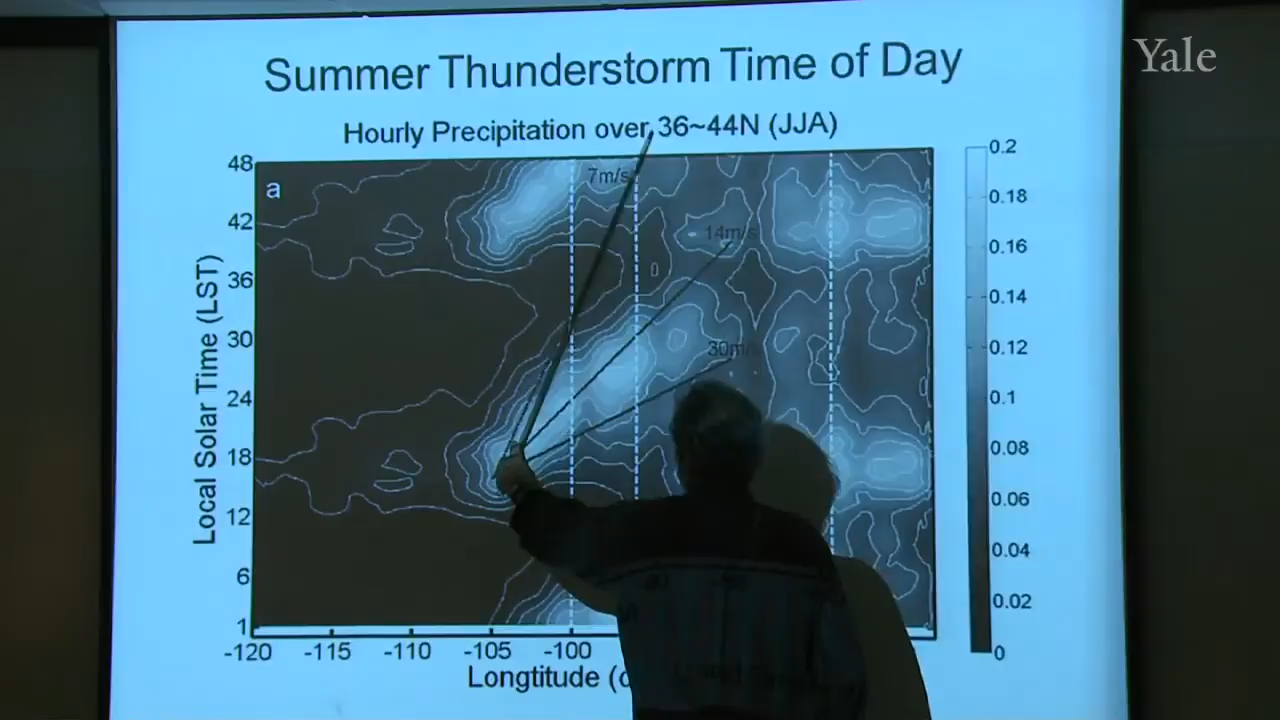 Yale
Summer Thunderstorm Time of Day
Hourly Precipitation over 36~44N (JJA)
a
7m/s
14m/s
30m/
Local Solar Time (LST)
48
42
36
30
24
18
12
6
1
-120
-115
-110
-105
-100
Longtitude (
0.2
0.18
0.16
0.14
0.12
0.1
0.08
0.06
0.04
0.02
0